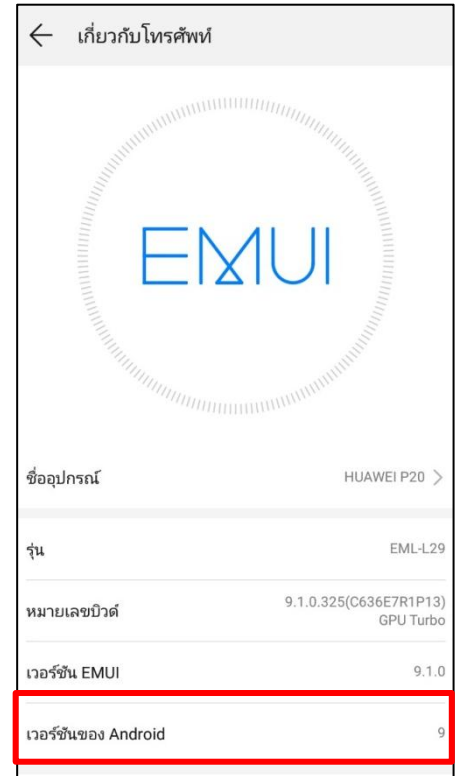 เกี่ยวกับโทรศัพท์
EMUI
ชื่ออุปกรณ์ HUAWEI P20
รุ่น EML-L29
หมายเลขบิวด์ 9.1.0.325(C636E7R1P13)
GPU Turbo
เวอร์ชัน EMUI 9.1.0
เวอร์ชันของ Android 9